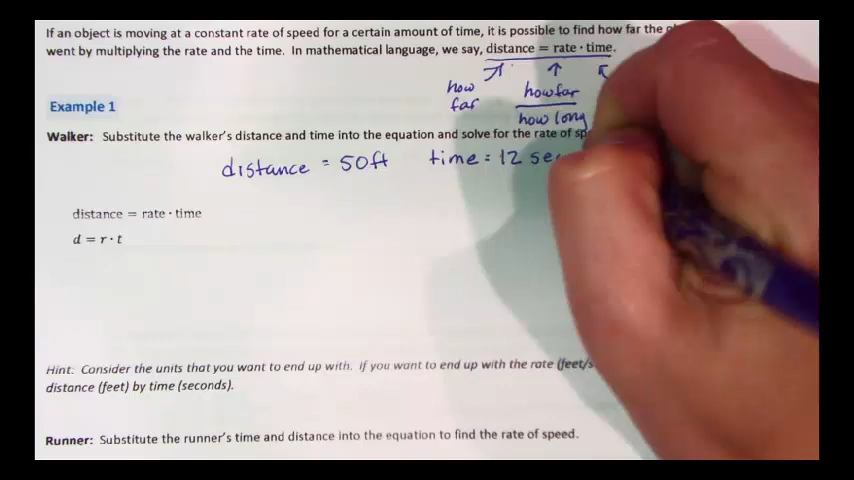 If an object is moving at a constant rate of speed for a certain amount of time, it is possible to find how far the
went by multiplying the rate and the time. In mathematical language, we say, distance = rate · time.
how far
how far
how long
Example 1
Walker: Substitute the walker's distance and time into the equation and solve for the rate of
distance = 50ft time = 12
distance = rate · time
d = r · t
Hint: Consider the units that you want to end up with. If you want to end up with the rate
distance (feet) by time (seconds).
Runner: Substitute the runner's time and distance into the equation to find the rate of speed.